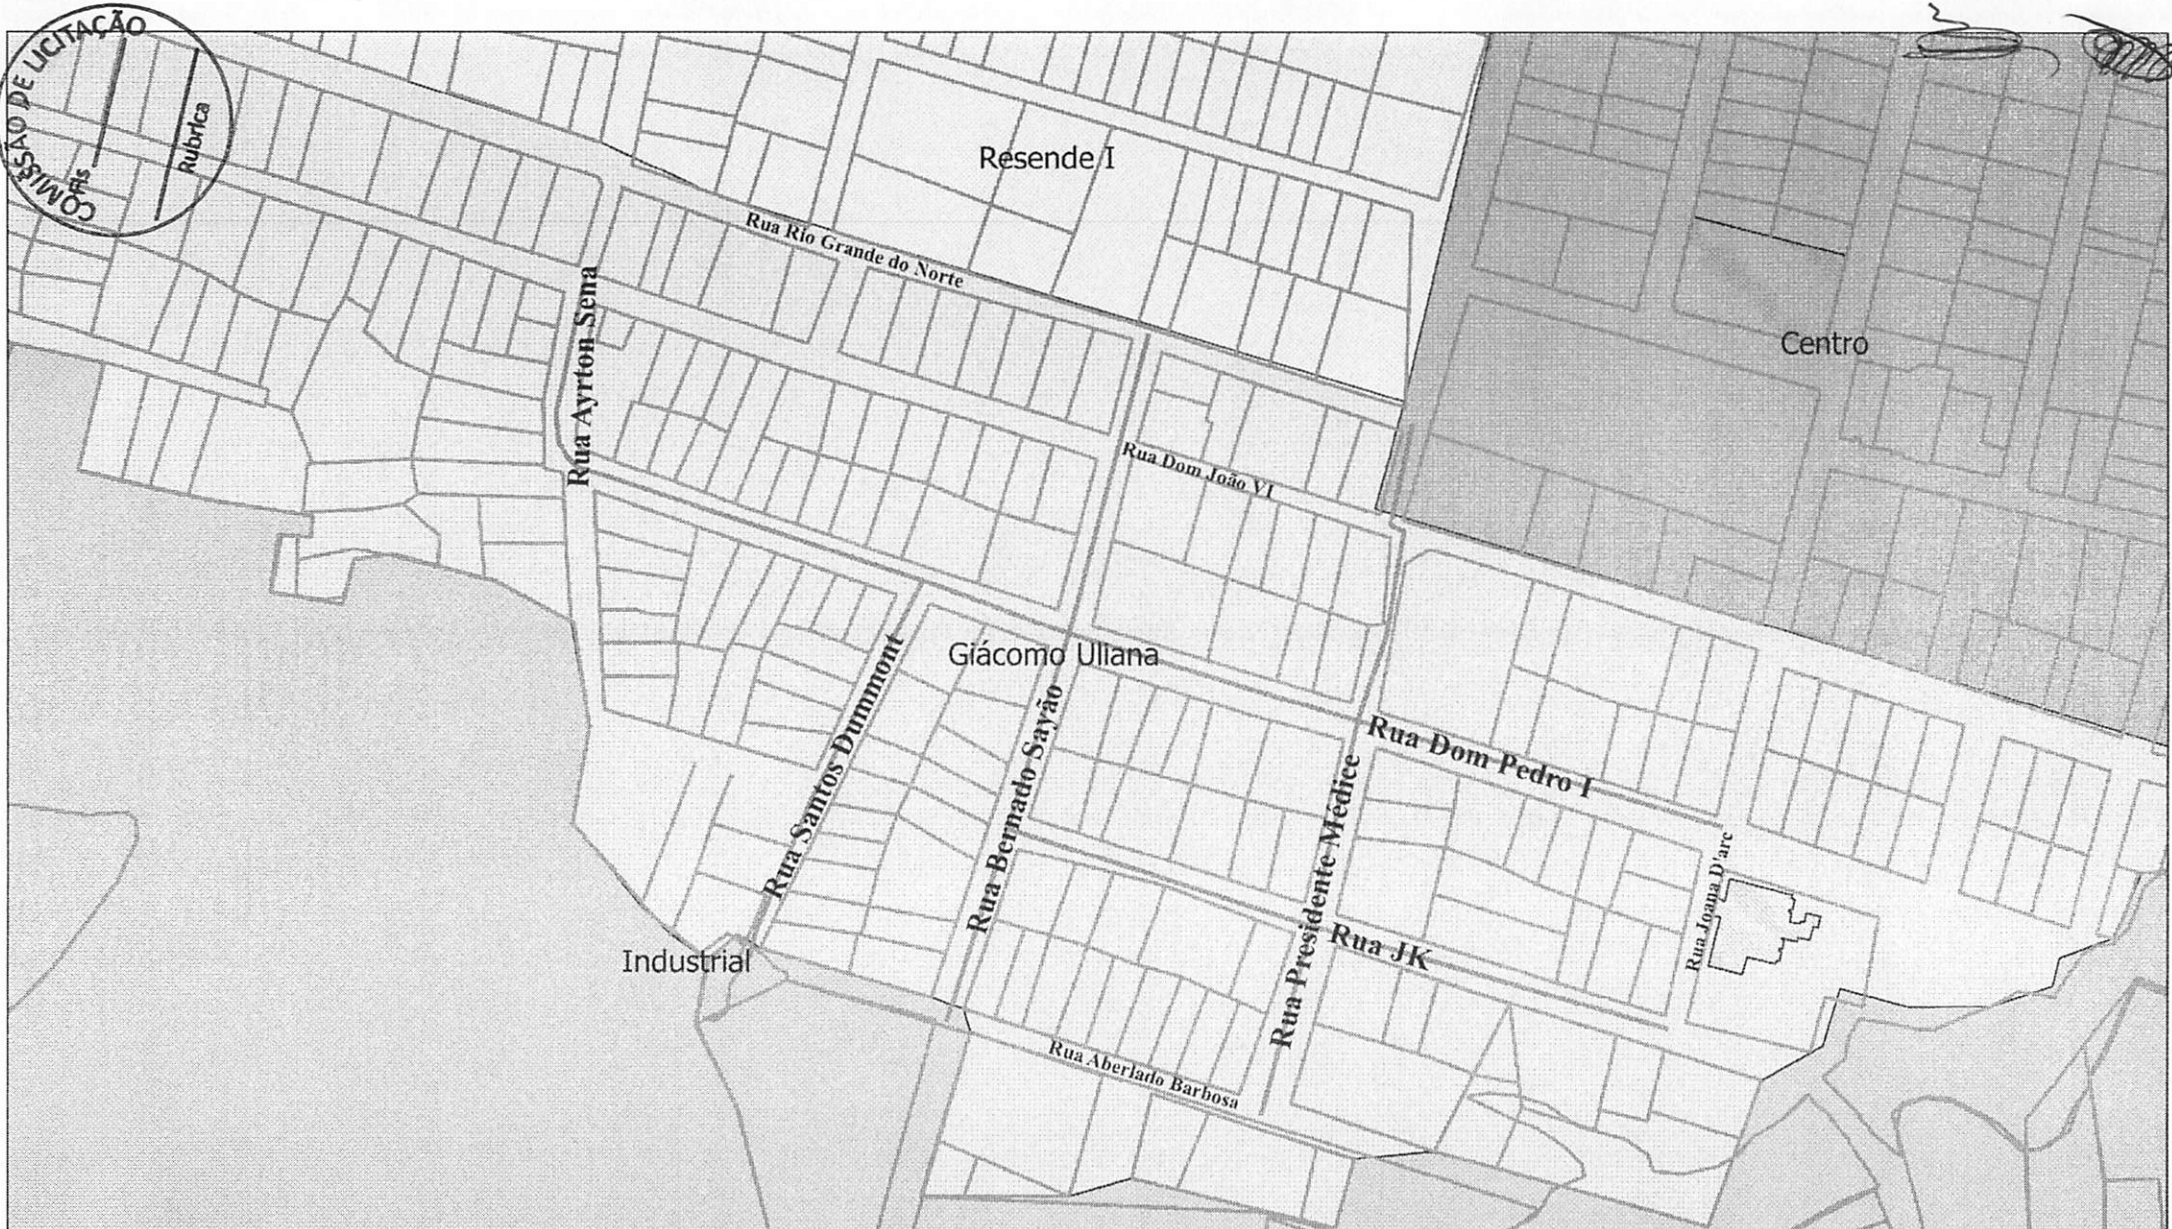 COMISSÃO DE LICITAÇÃO
Fls
Rubrica
Resende I
Rua Rio Grande do Norte
Centro
Rua Ayrton Sena
Rua Dom João VI
Giácomo Uliana
Rua Santos Dummont
Rua Bernado Sayão
Rua Dom Pedro I
Rua Presidente Médice
Rua Joana D'arc
Rua JK
Industrial
Rua Aberlado Barbosa